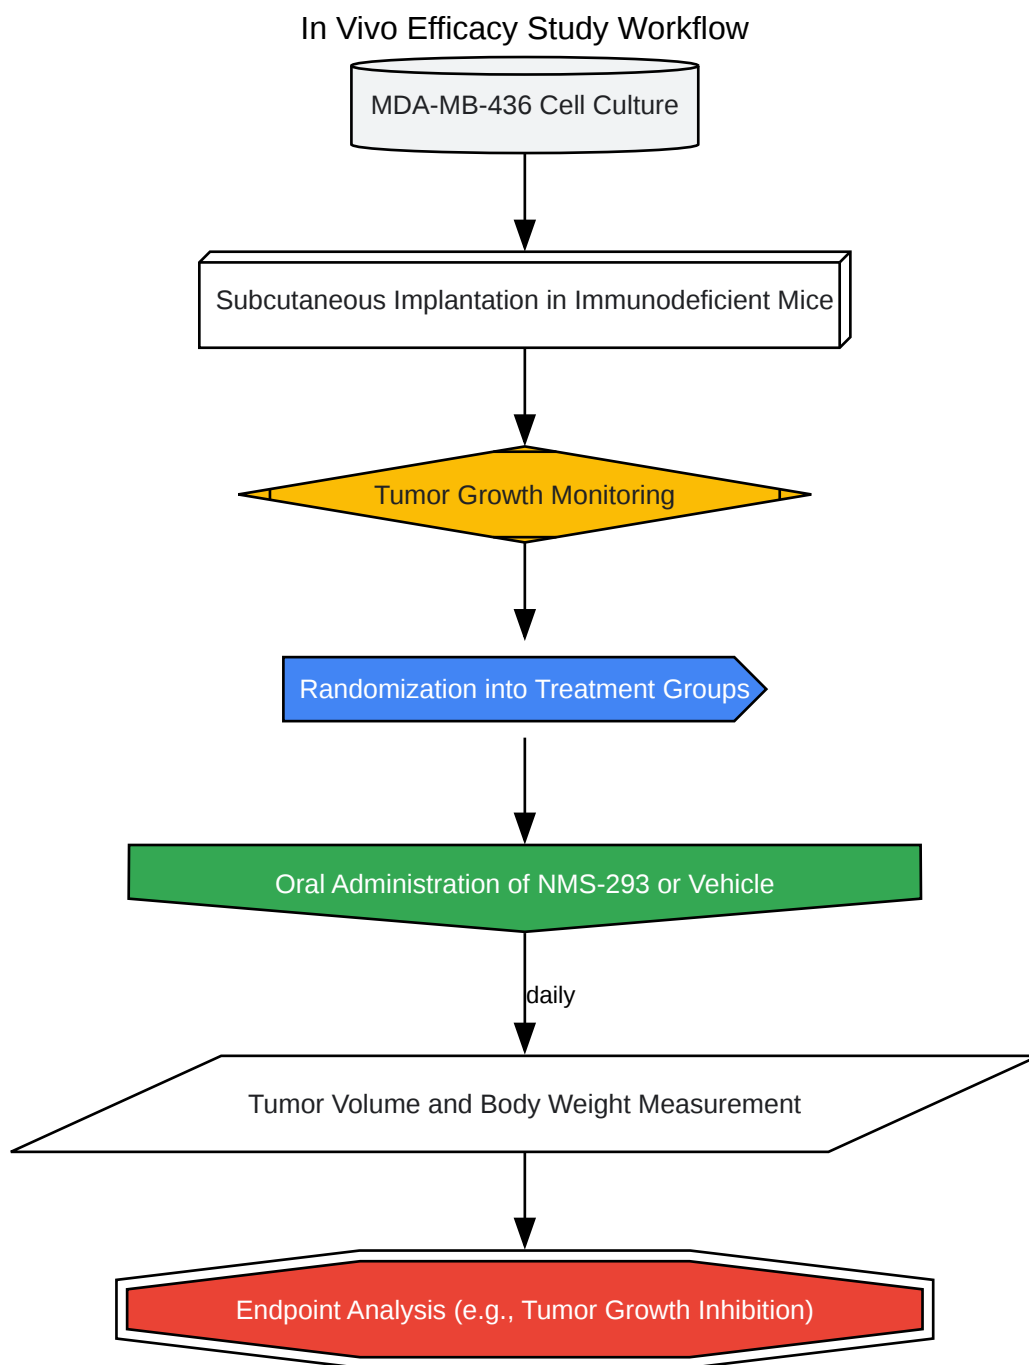 In Vivo Efficacy Study Workflow
MDA-MB-436 Cell Culture
Subcutaneous Implantation in Immunodeficient Mice
Tumor Growth Monitoring
Randomization into Treatment Groups
Oral Administration of NMS-293 or Vehicle
daily
Tumor Volume and Body Weight Measurement
Endpoint Analysis (e.g., Tumor Growth Inhibition)